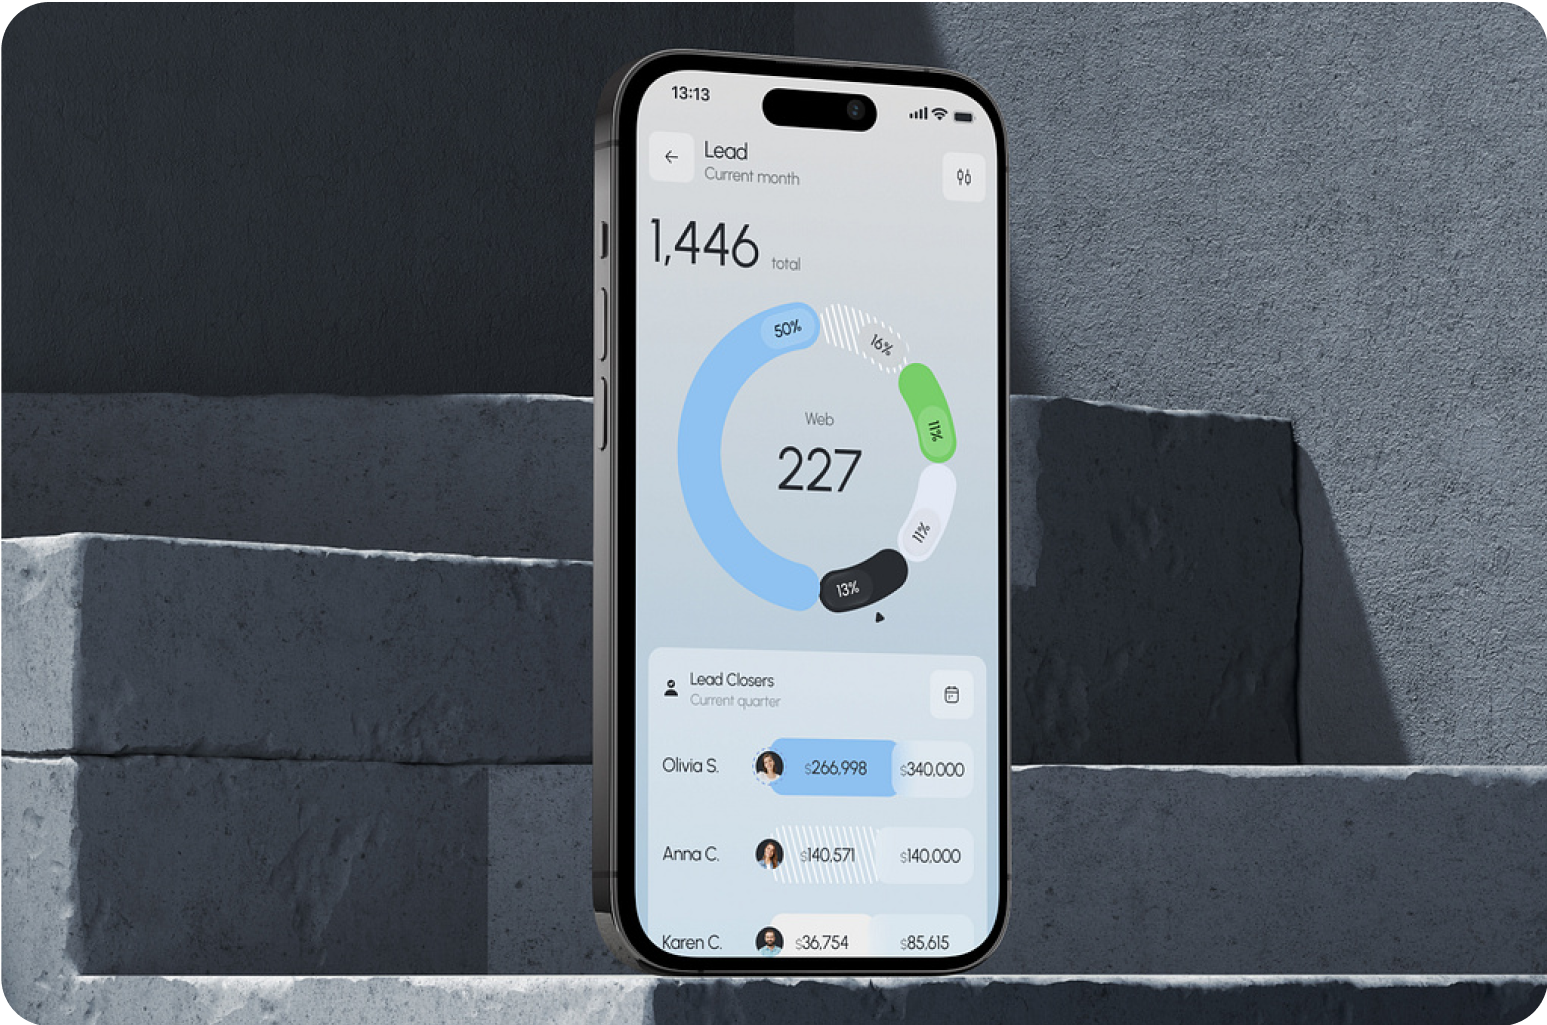 13:13
Lead
Current month
1,446 total
50%
16%
11%
Web
227
11%
13%
Lead Closers
Current quarter
Olivia S. $266,998 $340,000
Anna C. $140,571 $140,000
Karen C. $36,754 $85,615